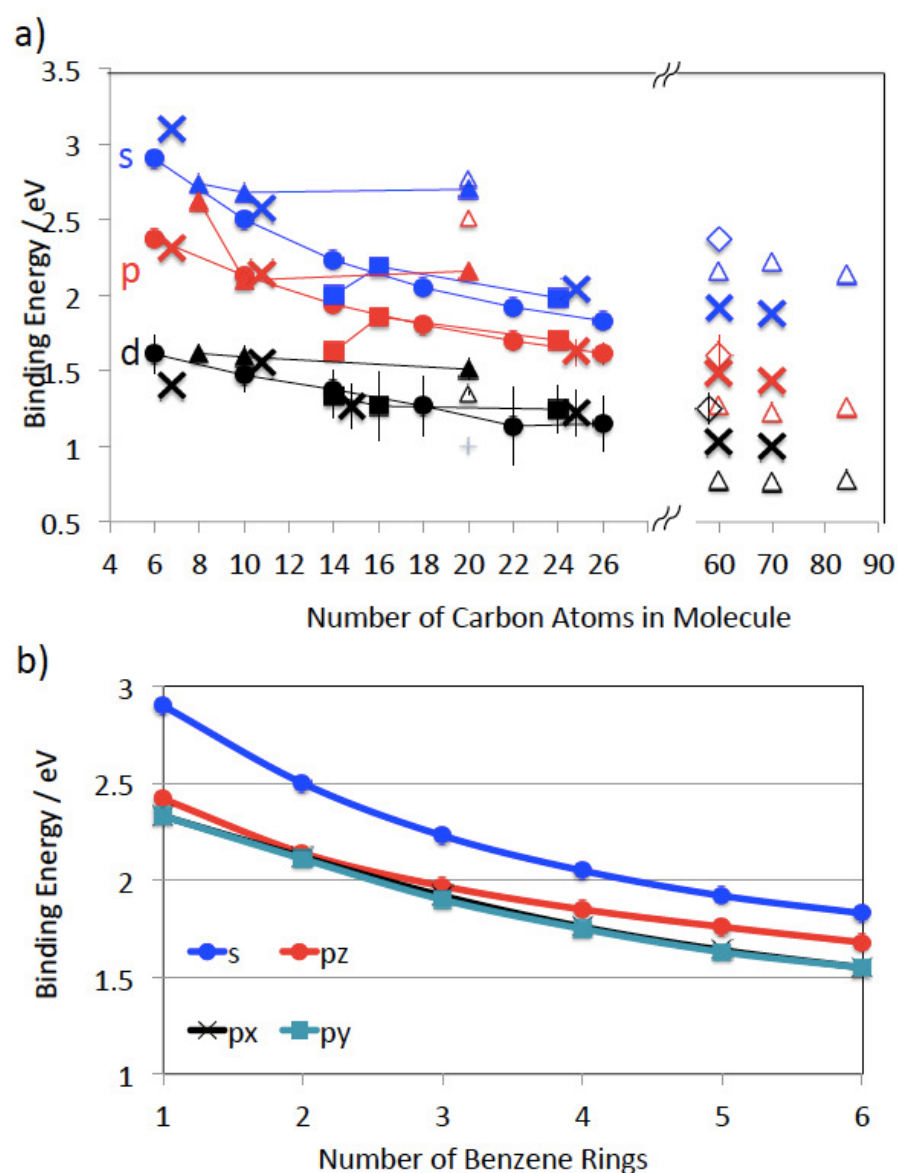 a)
3.5
3
2.5
2
1.5
1
0.5
Binding Energy / eV
s
p
d
4 6 8 10 12 14 16 18 20 22 24 26 60 70 80 90
Number of Carbon Atoms in Molecule
b)
3
2.5
2
1.5
1
Binding Energy / eV
s pz
px py
1 2 3 4 5 6
Number of Benzene Rings